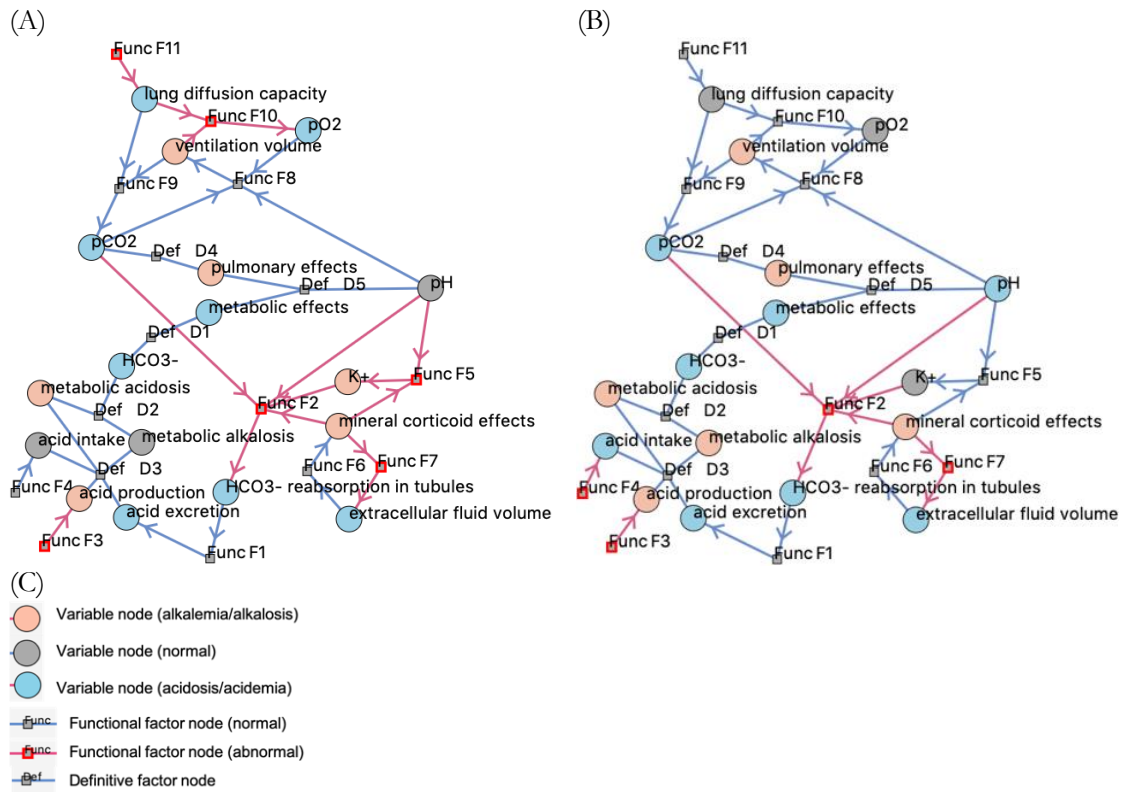 (A)
Func F11
lung diffusion capacity
Func F10
pO2
ventilation volume
Func F9
Func F8
pCO2
Def D4
pulmonary effects
Def D5
pH
metabolic effects
Def D1
HCO3-
K+
Func F5
metabolic acidosis
Func F2
Def D2
mineral corticoid effects
acid intake
metabolic alkalosis
Def D3
Func F6
Func F7
Func F4
acid production
HCO3- reabsorption in tubules
acid excretion
extracellular fluid volume
Func F3
Func F1
(B)
Func F11
lung diffusion capacity
Func F10
pO2
ventilation volume
Func F9
Func F8
pCO2
Def D4
pulmonary effects
Def D5
pH
metabolic effects
Def D1
HCO3-
K+
Func F5
metabolic acidosis
Func F2
Def D2
mineral corticoid effects
acid intake
metabolic alkalosis
Def D3
Func F6
Func F7
Func F4
acid production
HCO3- reabsorption in tubules
acid excretion
extracellular fluid volume
Func F3
Func F1
(C)
Variable node (alkalemia/alkalosis)
Variable node (normal)
Variable node (acidosis/acidemia)
Func
Functional factor node (normal)
Func
Functional factor node (abnormal)
Def
Definitive factor node